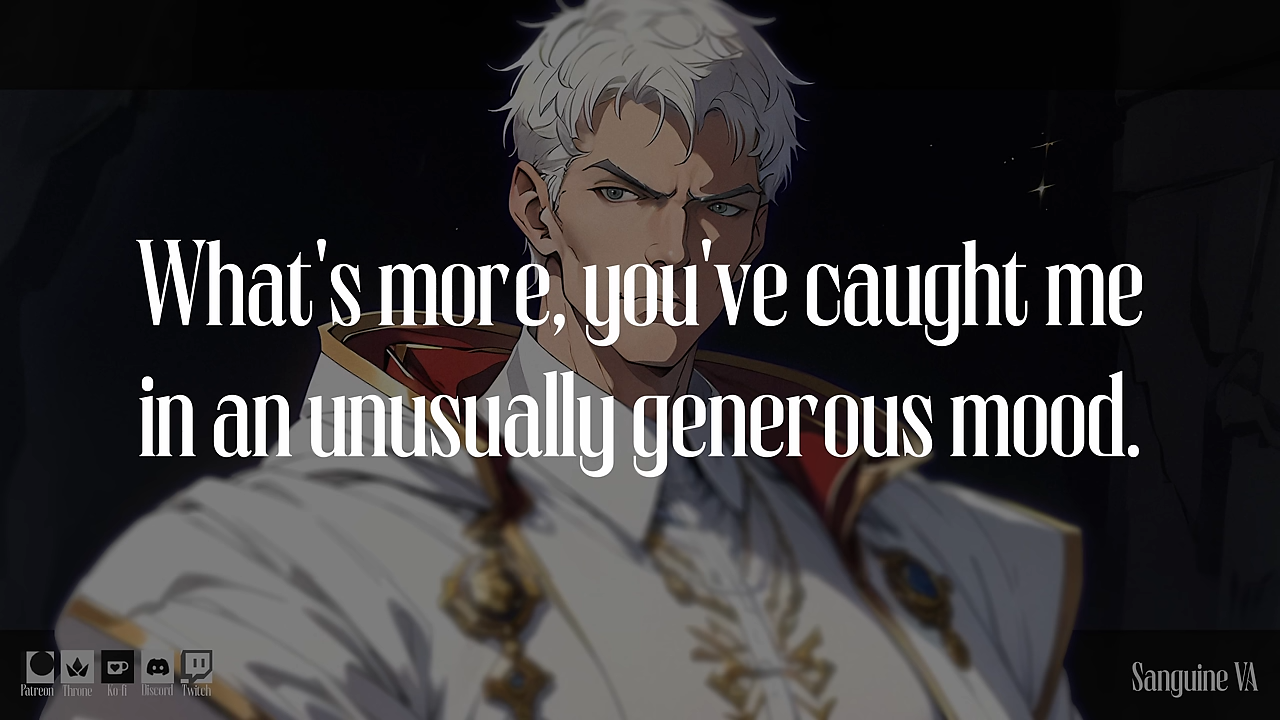 What's more, you've caught me
in an unusually generous mood.
Patreon Throne Ko fi Discord Twitch
Sanguine VA